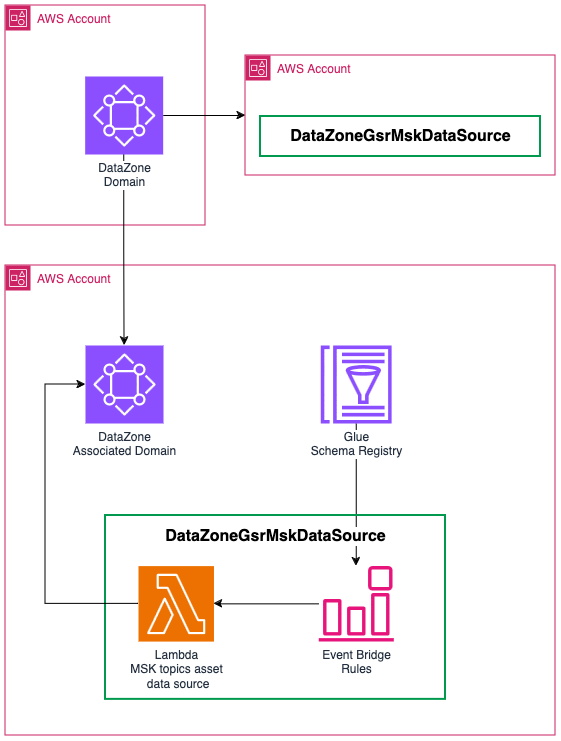 AWS Account
DataZone
Domain
AWS Account
DataZoneGsrMskDataSource
AWS Account
DataZone
Associated Domain
Glue
Schema Registry
DataZoneGsrMskDataSource
Lambda
MSK topics asset
data source
Event Bridge
Rules